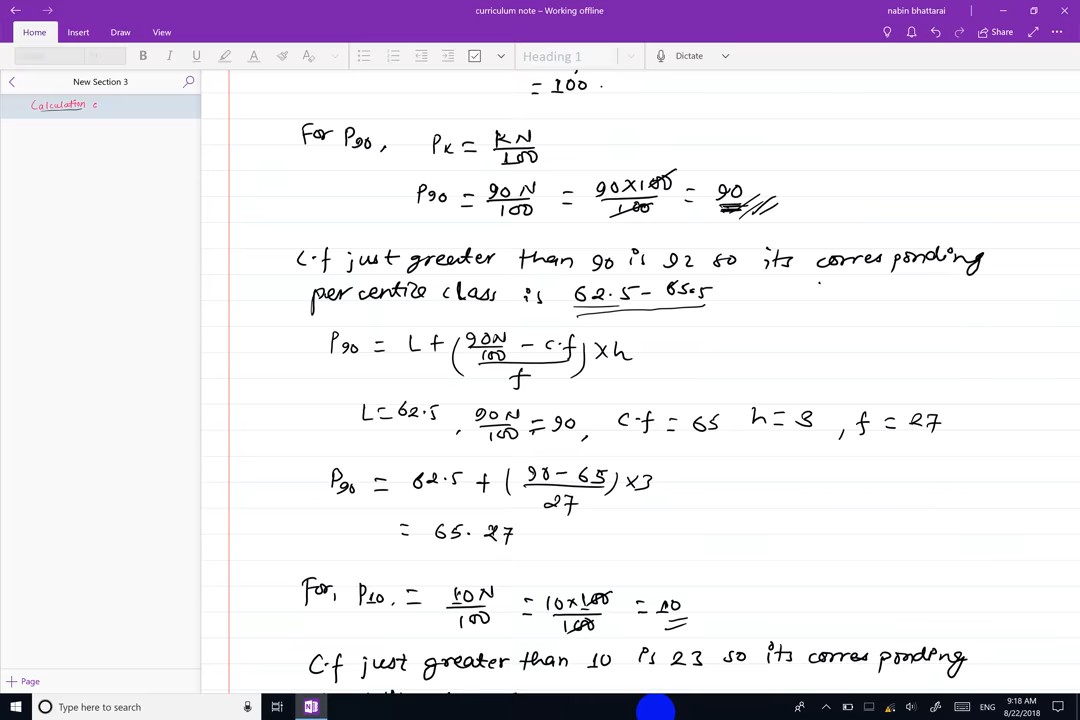 curriculum note – Working offline
nabin bhattarai
Home Insert Draw View
Share
B I U A Heading 1 Dictate
New Section 3
Calculation c
= 100.
For P90, PK = KN/100
P90 = 90N/100 = 90×100/100 = 90
C.f just greater than 90 is 92 so its corresponding
percentile class is 62.5-65.5
P90 = L + (90N/100 - c.f / f) × h
L = 62.5, 90N/100 = 90, c.f = 65 h = 3, f = 27
P90 = 62.5 + (90-65/27) ×3
= 65.27
For, P10, = 10N/100 = 10×100/100 = 10
C.f just greater than 10 is 23 so its corresponding
+ Page
Type here to search
ENG
9:18 AM
8/22/2018